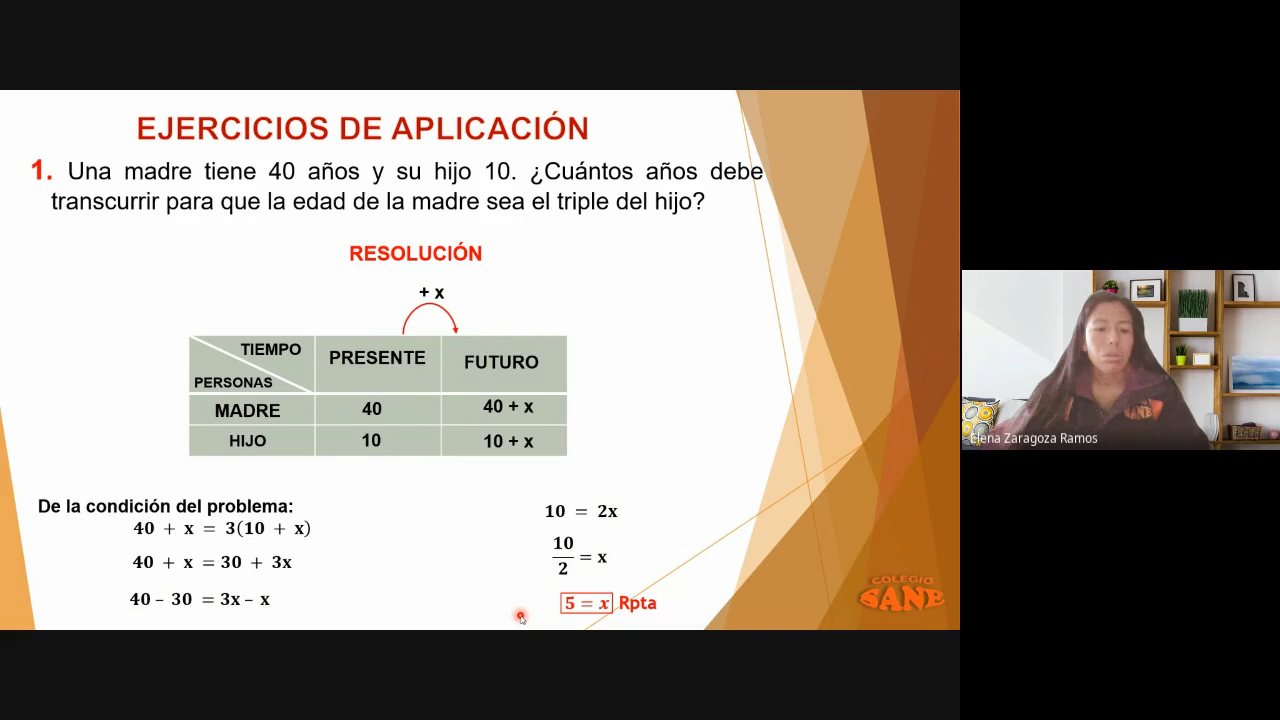 EJERCICIOS DE APLICACIÓN
1. Una madre tiene 40 años y su hijo 10. ¿Cuántos años debe
transcurrir para que la edad de la madre sea el triple del hijo?
RESOLUCIÓN
+ x
TIEMPO
PERSONAS
PRESENTE
FUTURO
MADRE
40
40 + x
HIJO
10
10 + x
De la condición del problema:
40 + x = 3(10 + x)
40 + x = 30 + 3x
40 – 30 = 3x – x
10 = 2x
10
2
= x
5 = x Rpta
COLEGIO
SANE
Elena Zaragoza Ramos